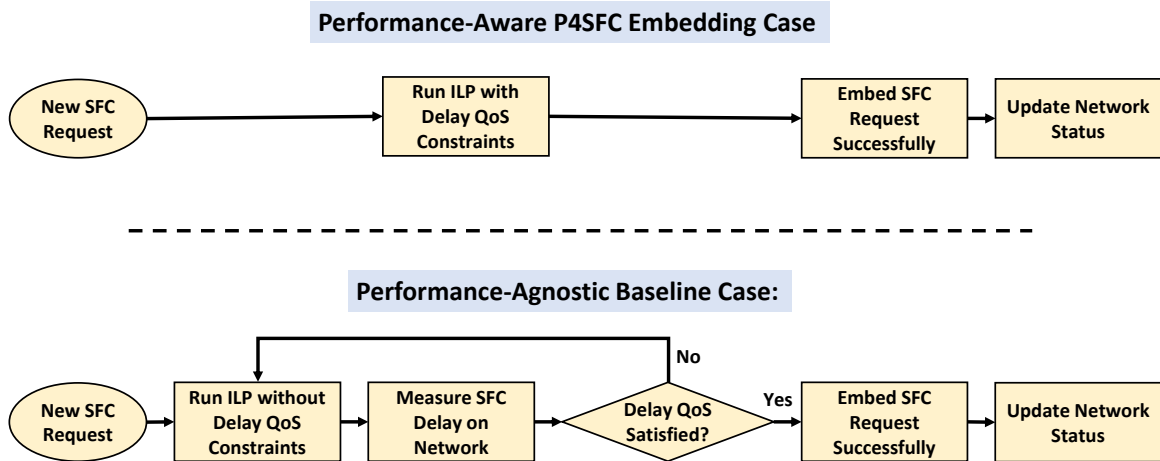 Performance-Aware P4SFC Embedding Case
New SFC
Request
Run ILP with
Delay QoS
Constraints
Embed SFC
Request
Successfully
Update Network
Status
Performance-Agnostic Baseline Case:
No
New SFC
Request
Run ILP without
Delay QoS
Constraints
Measure SFC
Delay on
Network
Delay QoS
Satisfied?
Yes
Embed SFC
Request
Successfully
Update Network
Status